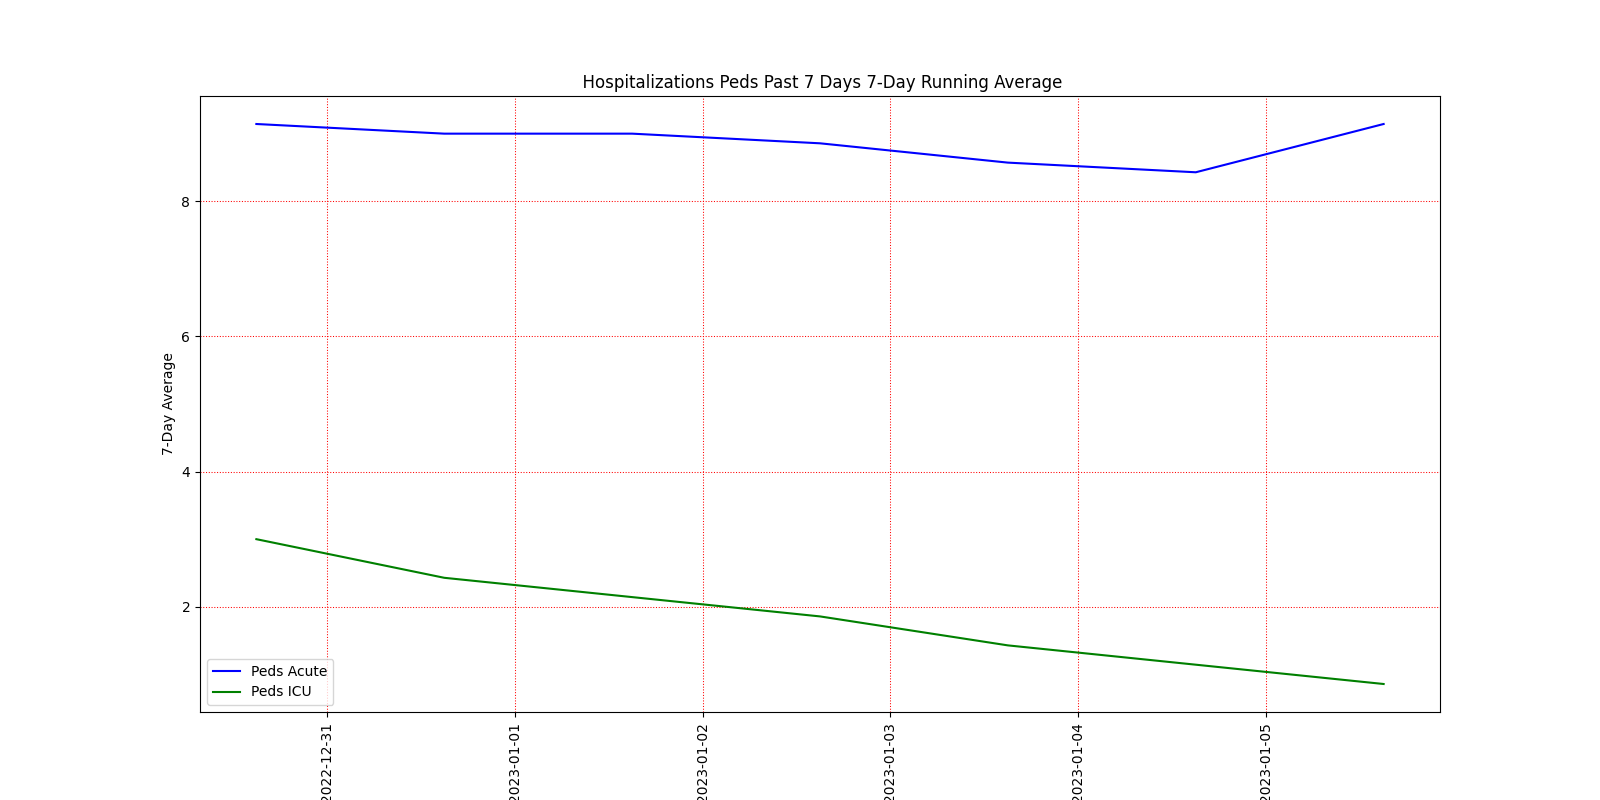 Hospitalizations Peds Past 7 Days 7-Day Running Average
7-Day Average
8
6
4
2
Peds Acute
Peds ICU
2022-12-31
2023-01-01
2023-01-02
2023-01-03
2023-01-04
2023-01-05